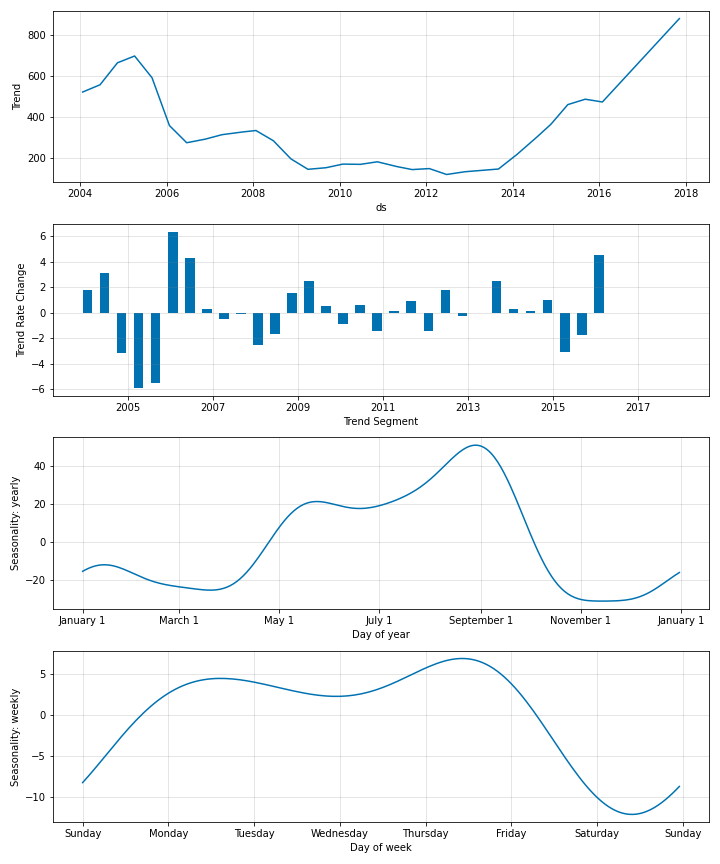 800
600
400
200
Trend
2004 2006 2008 2010 2012 2014 2016 2018
ds
6
4
2
0
−2
−4
−6
Trend Rate Change
2005 2007 2009 2011 2013 2015 2017
Trend Segment
40
20
0
−20
Seasonality: yearly
January 1 March 1 May 1 July 1 September 1 November 1 January 1
Day of year
5
0
−5
−10
Seasonality: weekly
Sunday Monday Tuesday Wednesday Thursday Friday Saturday Sunday
Day of week